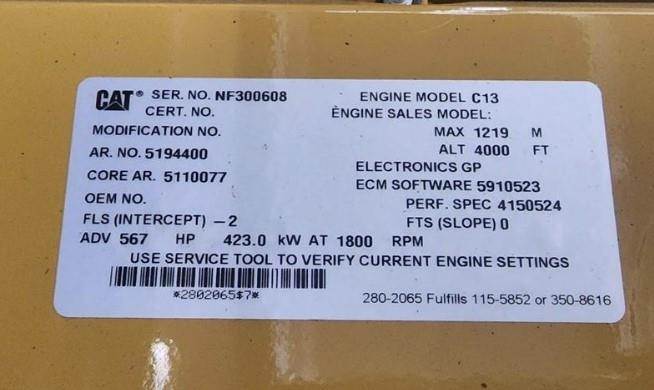 CAT® SER. NO. NF300608 ENGINE MODEL C13
CERT. NO. ENGINE SALES MODEL:
MODIFICATION NO. MAX 1219 M
AR. NO. 5194400 ALT 4000 FT
CORE AR. 5110077 ELECTRONICS GP
ECM SOFTWARE 5910523
OEM NO. PERF. SPEC 4150524
FLS (INTERCEPT) -2 FTS (SLOPE) 0
ADV 567 HP 423.0 kW AT 1800 RPM
USE SERVICE TOOL TO VERIFY CURRENT ENGINE SETTINGS
*2802065$7*
280-2065 Fulfills 115-5852 or 350-8616